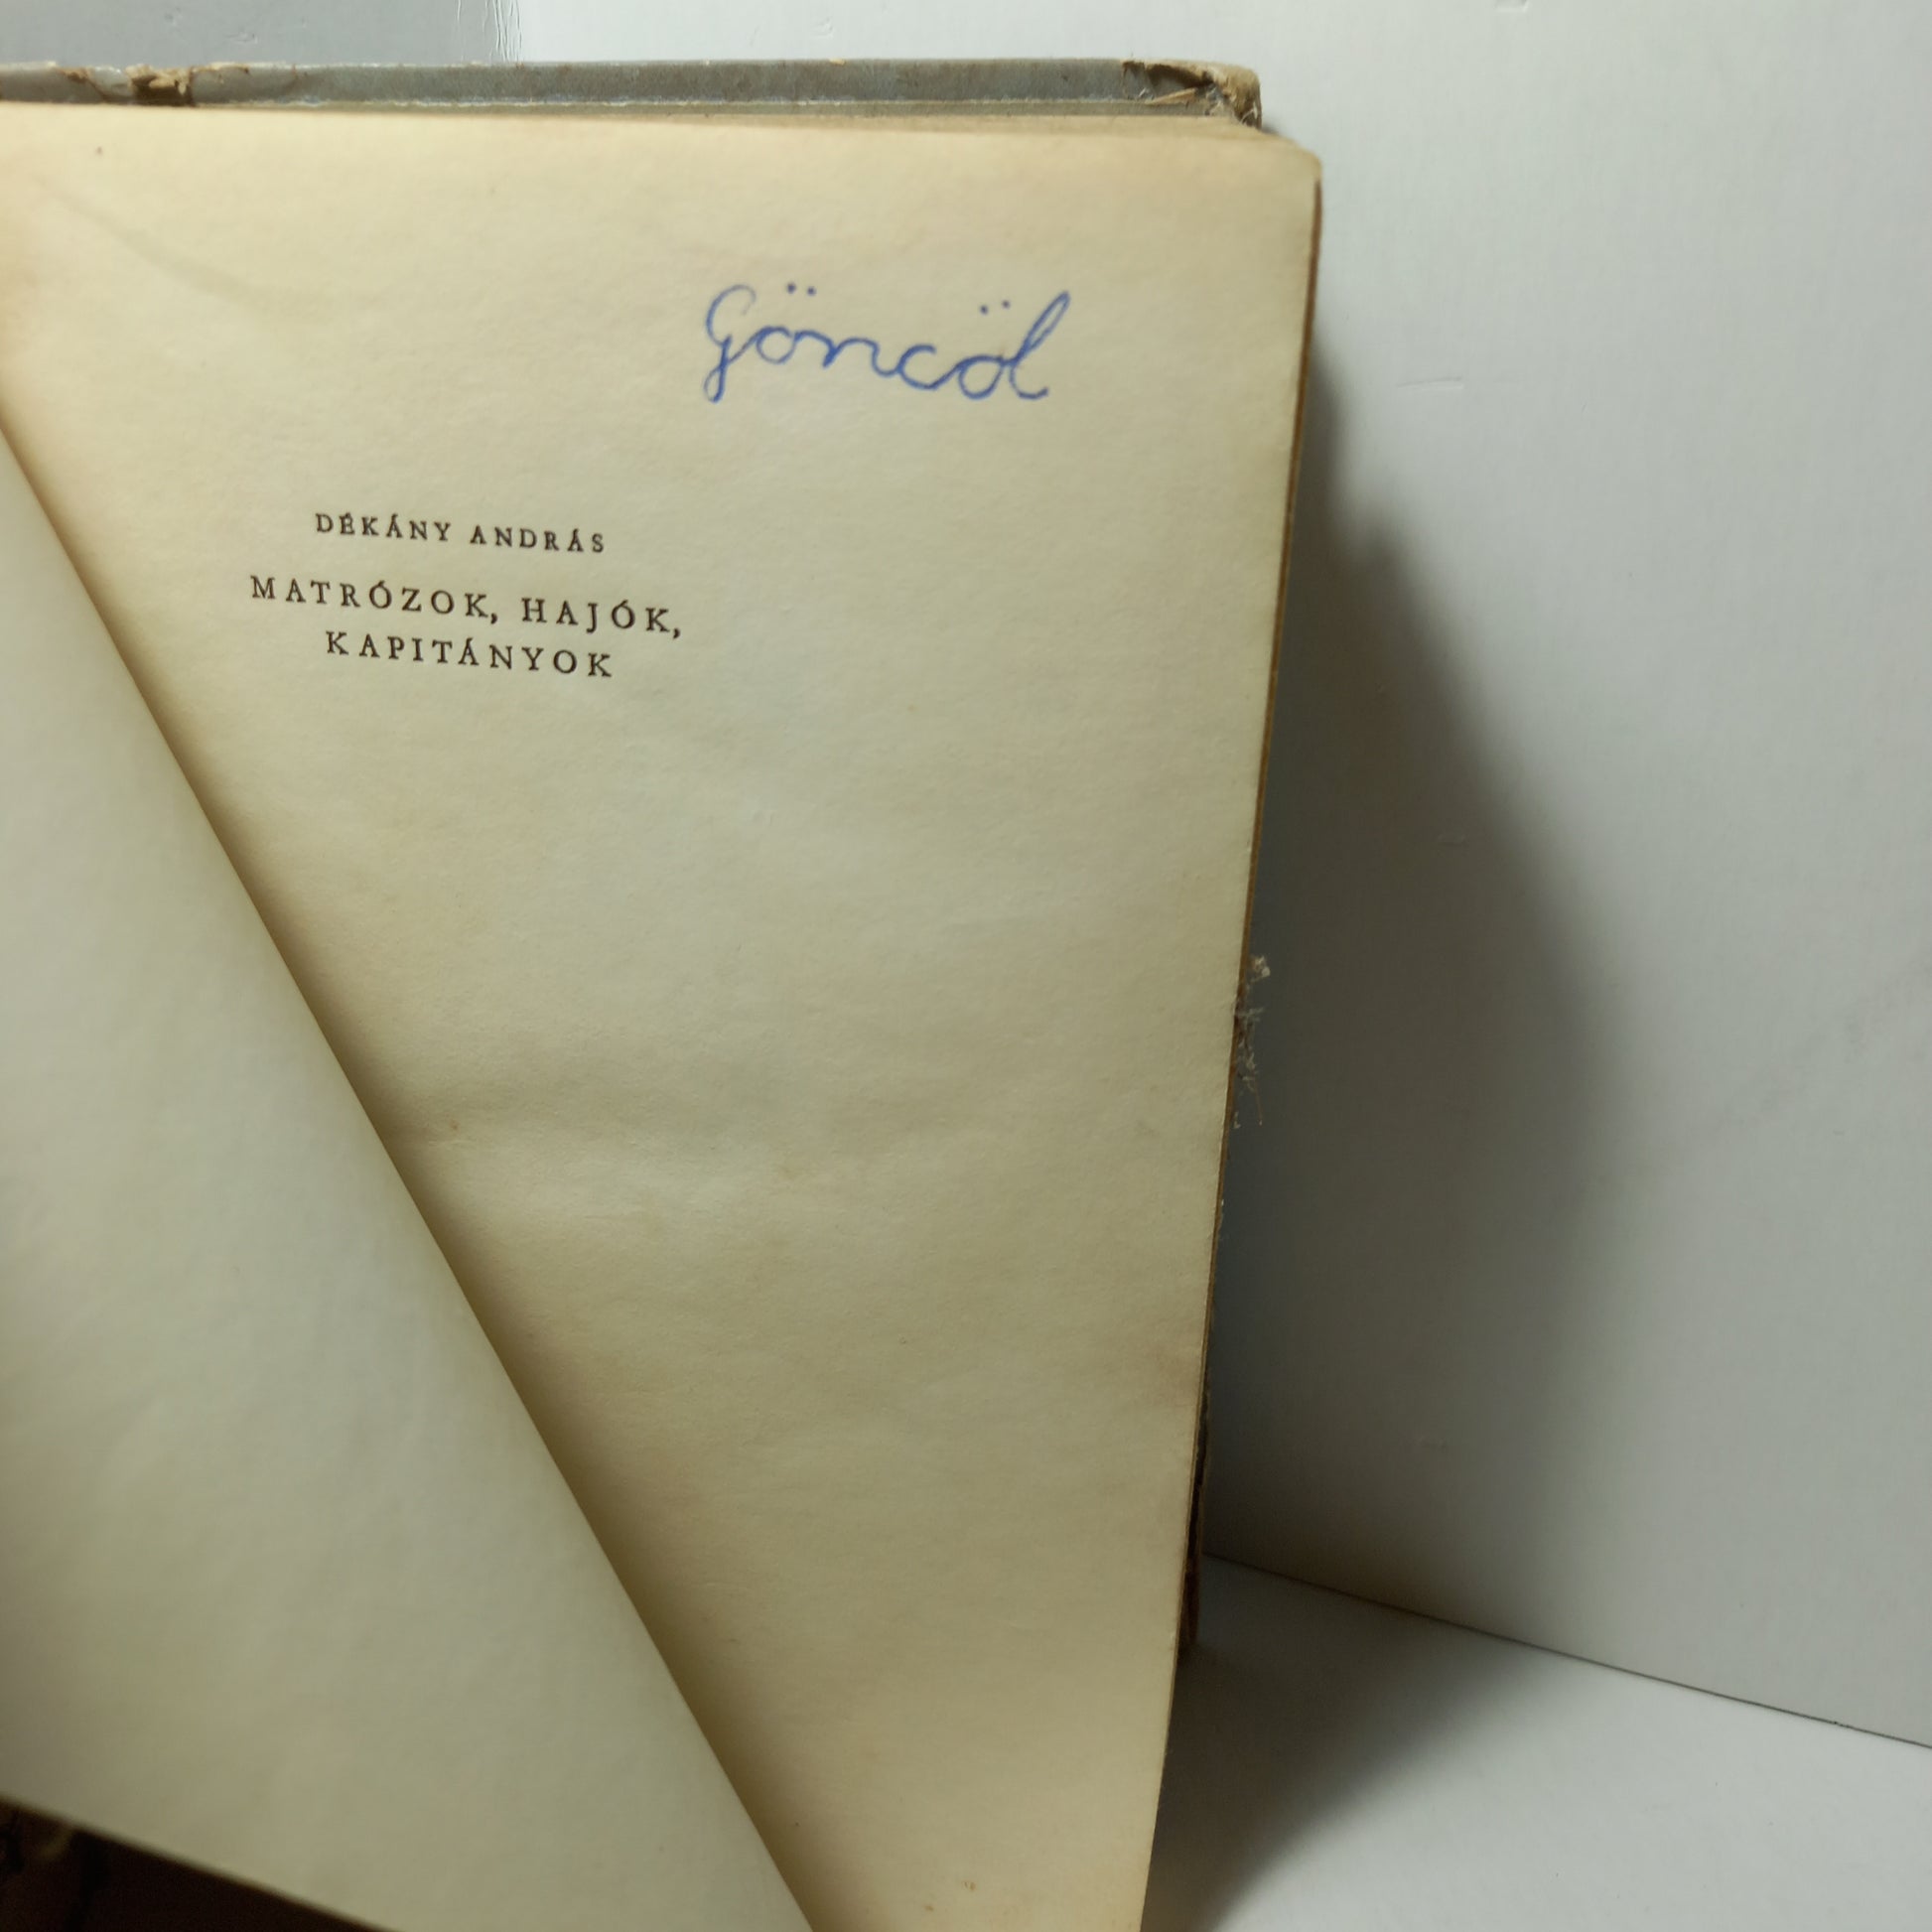 Göncöl
DÉKÁNY ANDRÁS
MATRÓZOK, HAJÓK,
KAPITÁNYOK